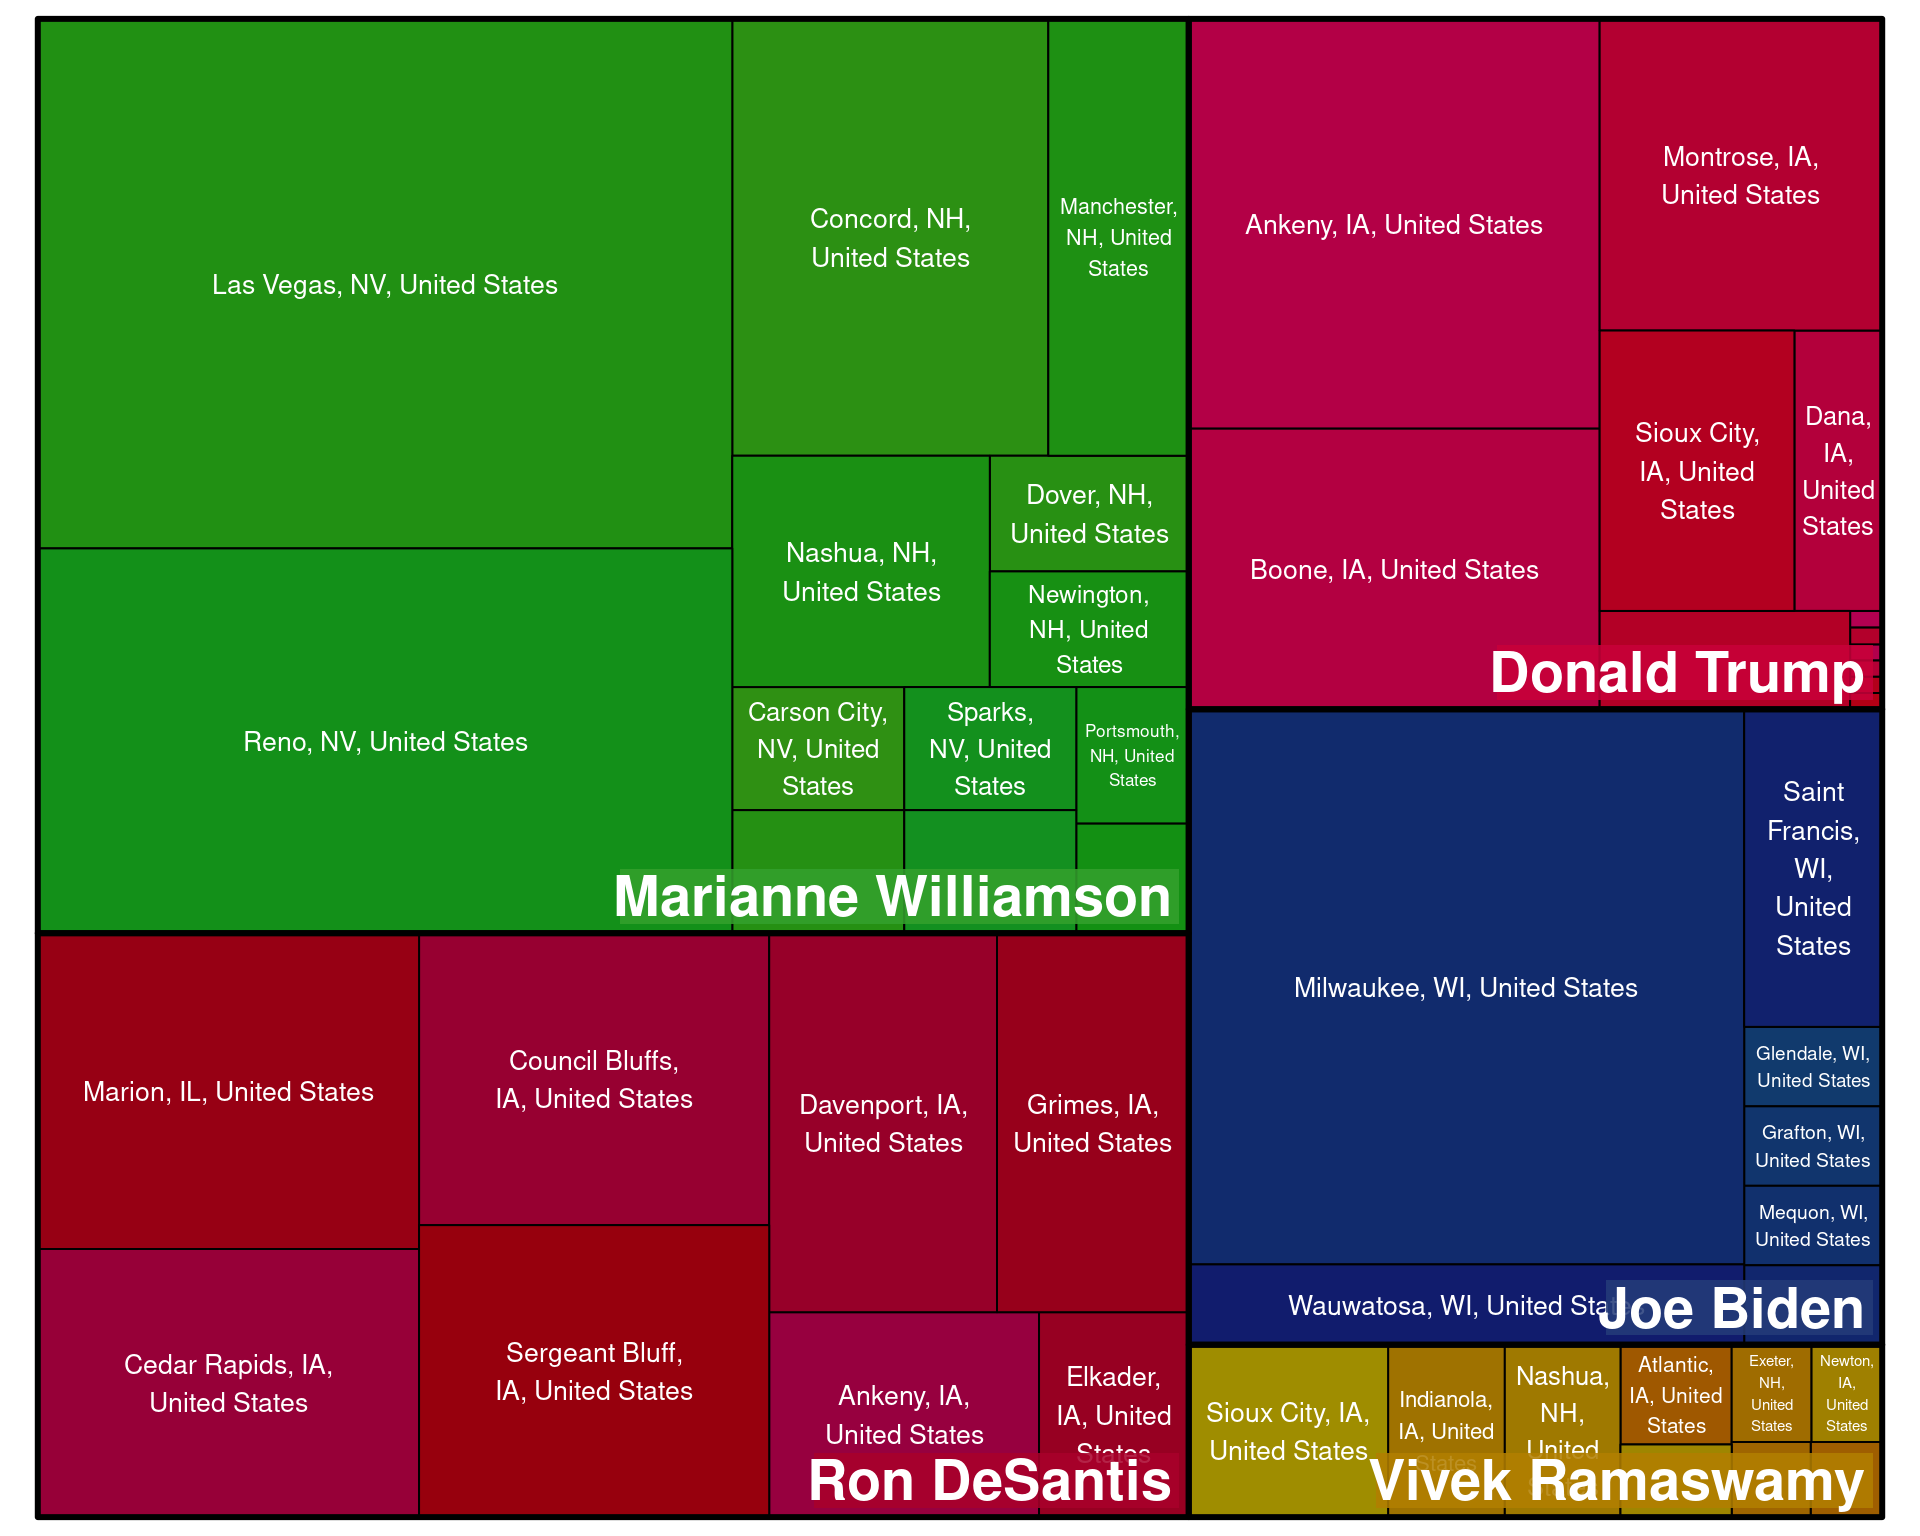 Las Vegas, NV, United States
Concord, NH,
United States
Manchester,
NH, United
States
Nashua, NH,
United States
Dover, NH,
United States
Newington,
NH, United
States
Reno, NV, United States
Carson City,
NV, United
States
Sparks,
NV, United
States
Portsmouth,
NH, United
States
Marianne Williamson
Ankeny, IA, United States
Montrose, IA,
United States
Sioux City,
IA, United
States
Dana,
IA,
United
States
Boone, IA, United States
Donald Trump
Marion, IL, United States
Council Bluffs,
IA, United States
Davenport, IA,
United States
Grimes, IA,
United States
Cedar Rapids, IA,
United States
Sergeant Bluff,
IA, United States
Ankeny, IA,
United States
Elkader,
IA, United
States
Ron DeSantis
Milwaukee, WI, United States
Saint
Francis,
WI,
United
States
Glendale, WI,
United States
Grafton, WI,
United States
Mequon, WI,
United States
Wauwatosa, WI, United States
Joe Biden
Sioux City, IA,
United States
Indianola,
IA, United
States
Nashua,
NH,
United
States
Atlantic,
IA, United
States
Exeter,
NH,
United
States
Newton,
IA,
United
States
Vivek Ramaswamy